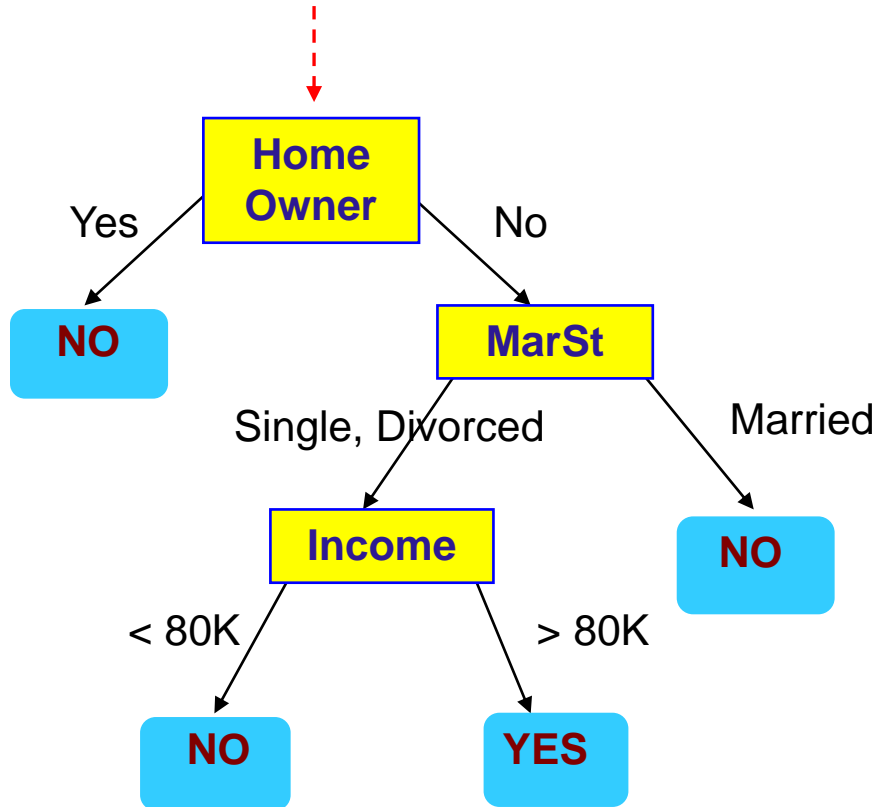 Home
Owner
Yes
No
NO
MarSt
Single, Divorced
Married
Income
NO
< 80K
> 80K
NO
YES